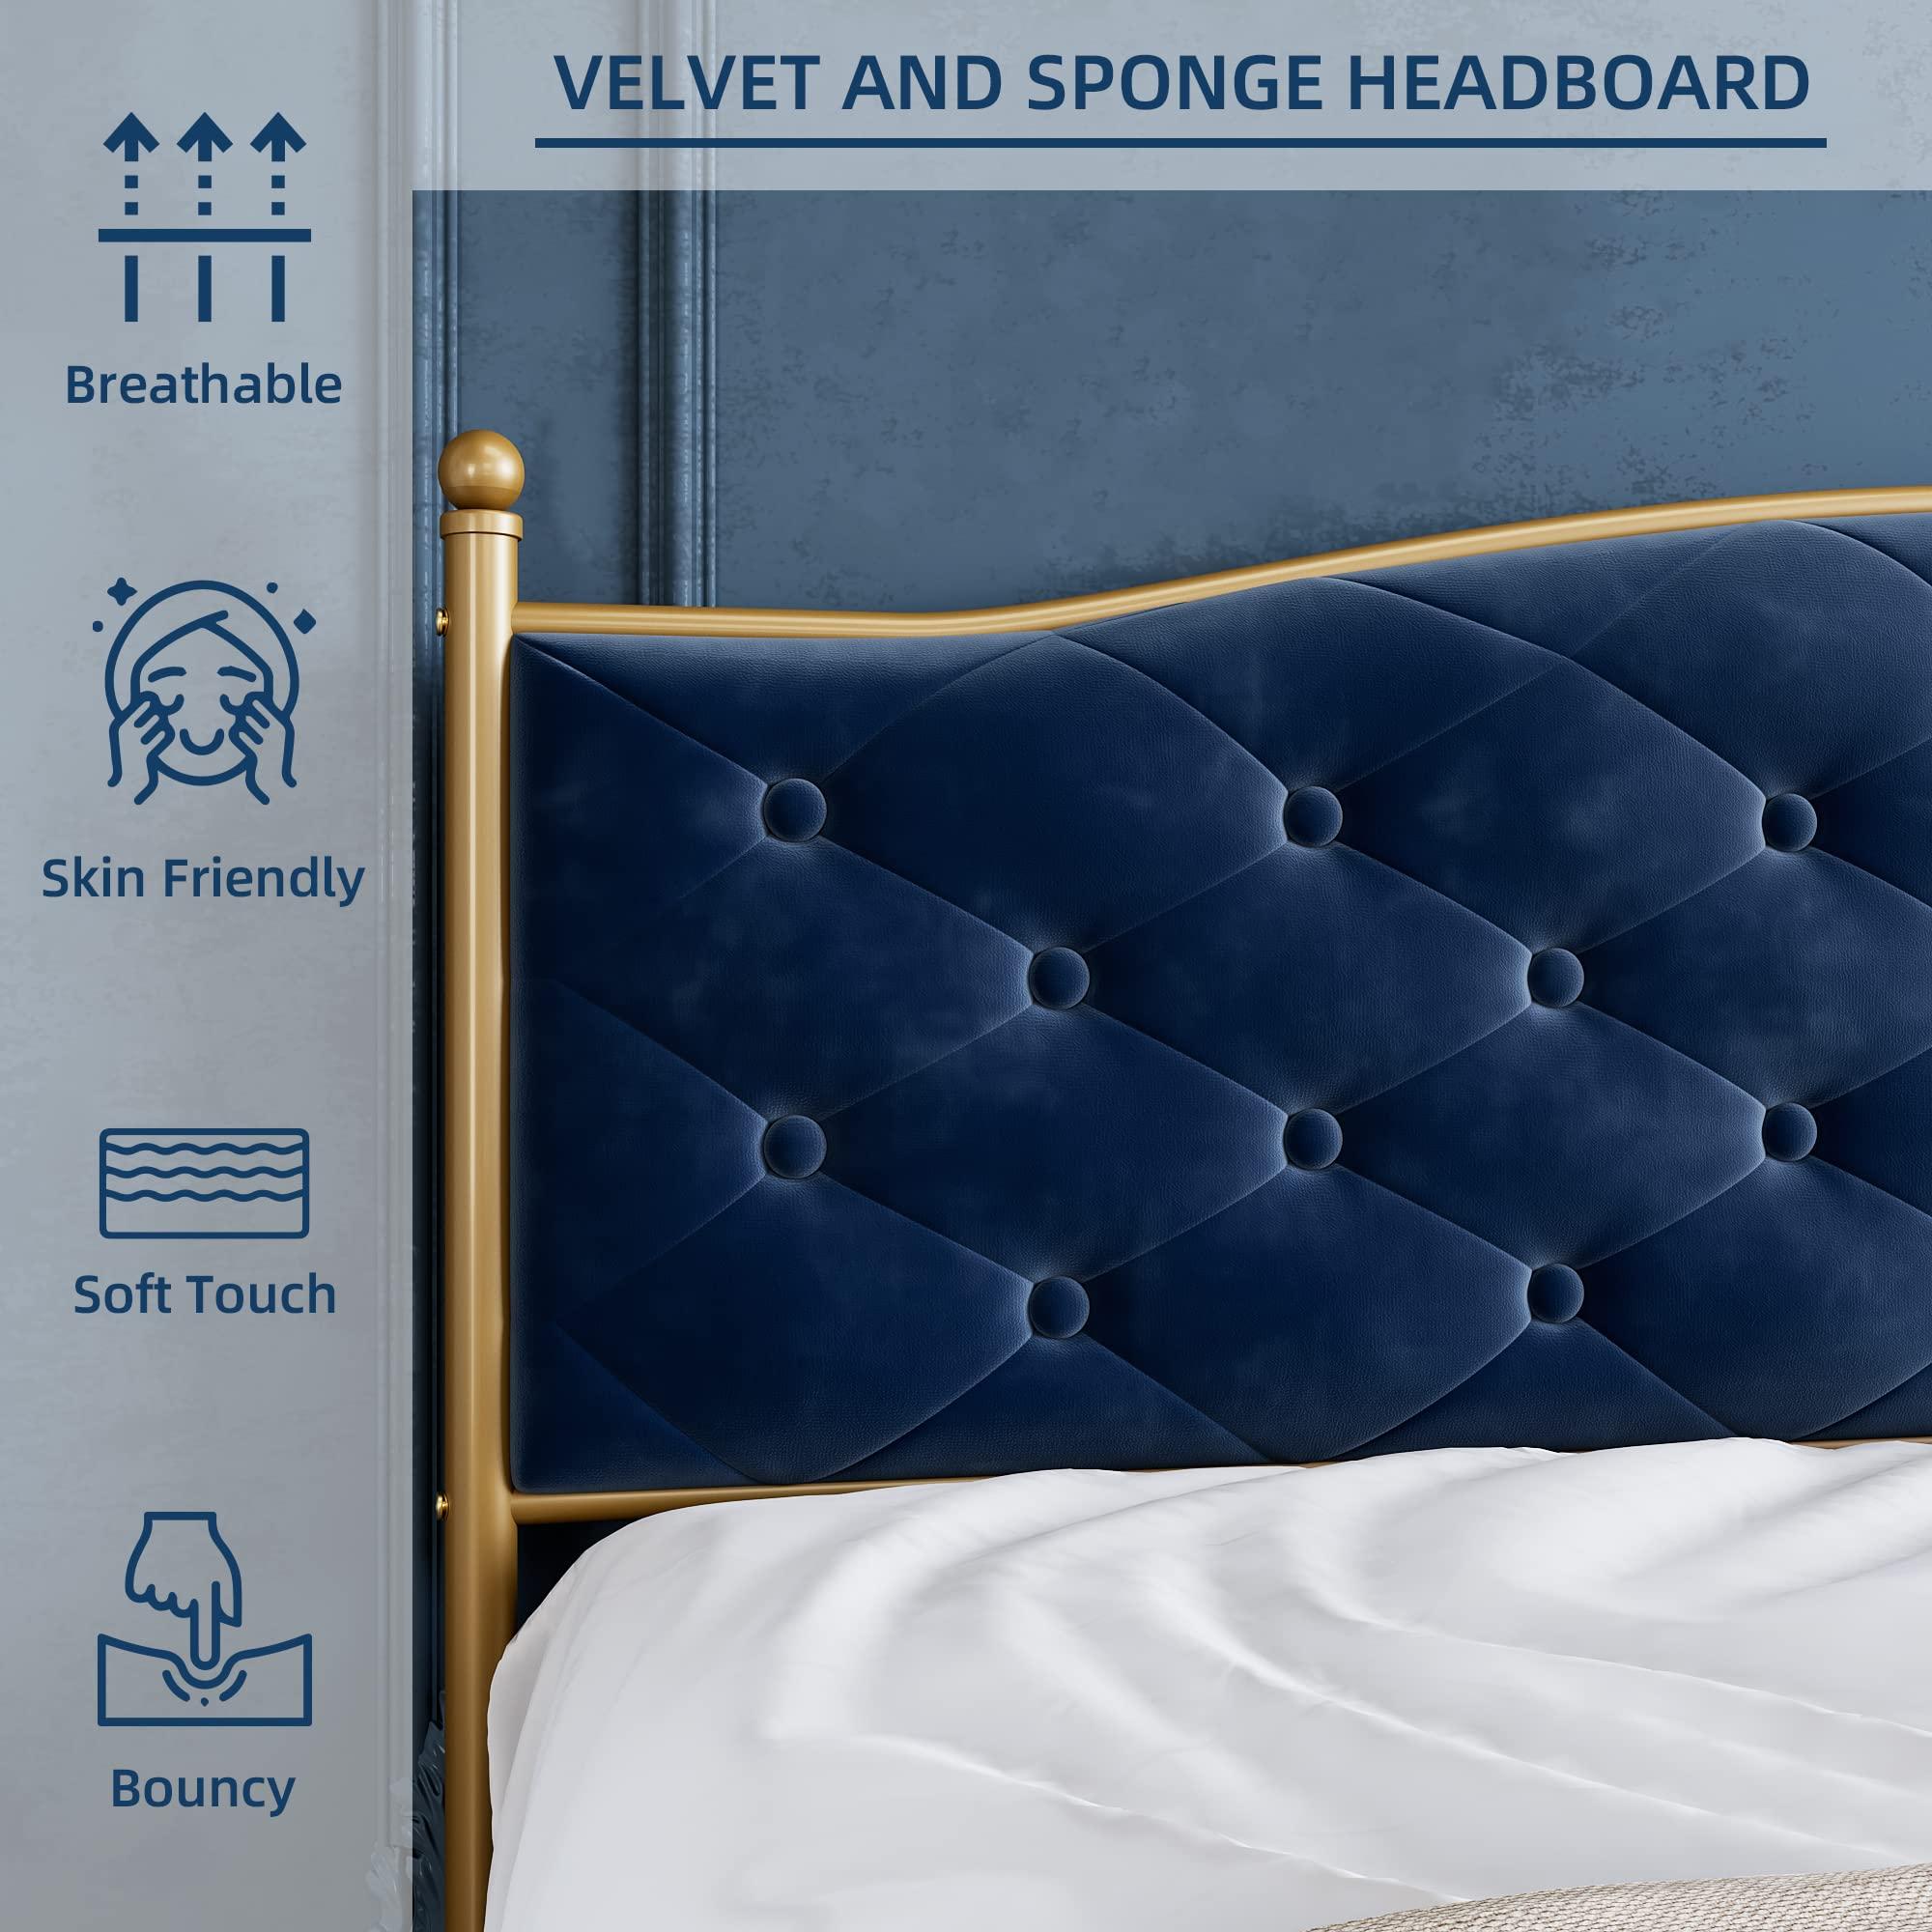 VELVET AND SPONGE HEADBOARD
Breathable
Skin Friendly
Soft Touch
Bouncy